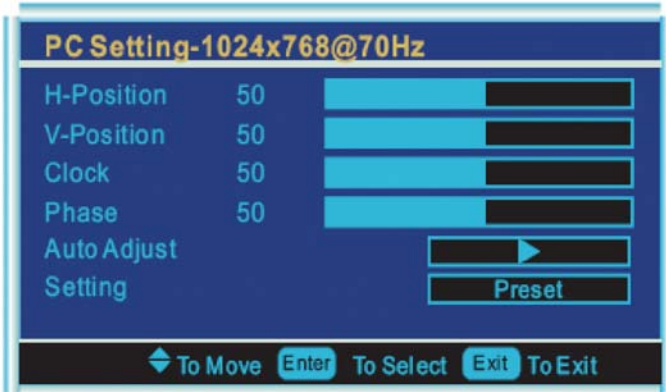 PC Setting-1024x768@70Hz
H-Position 50
V-Position 50
Clock 50
Phase 50
Auto Adjust
Setting Preset
To Move Enter To Select Exit To Exit